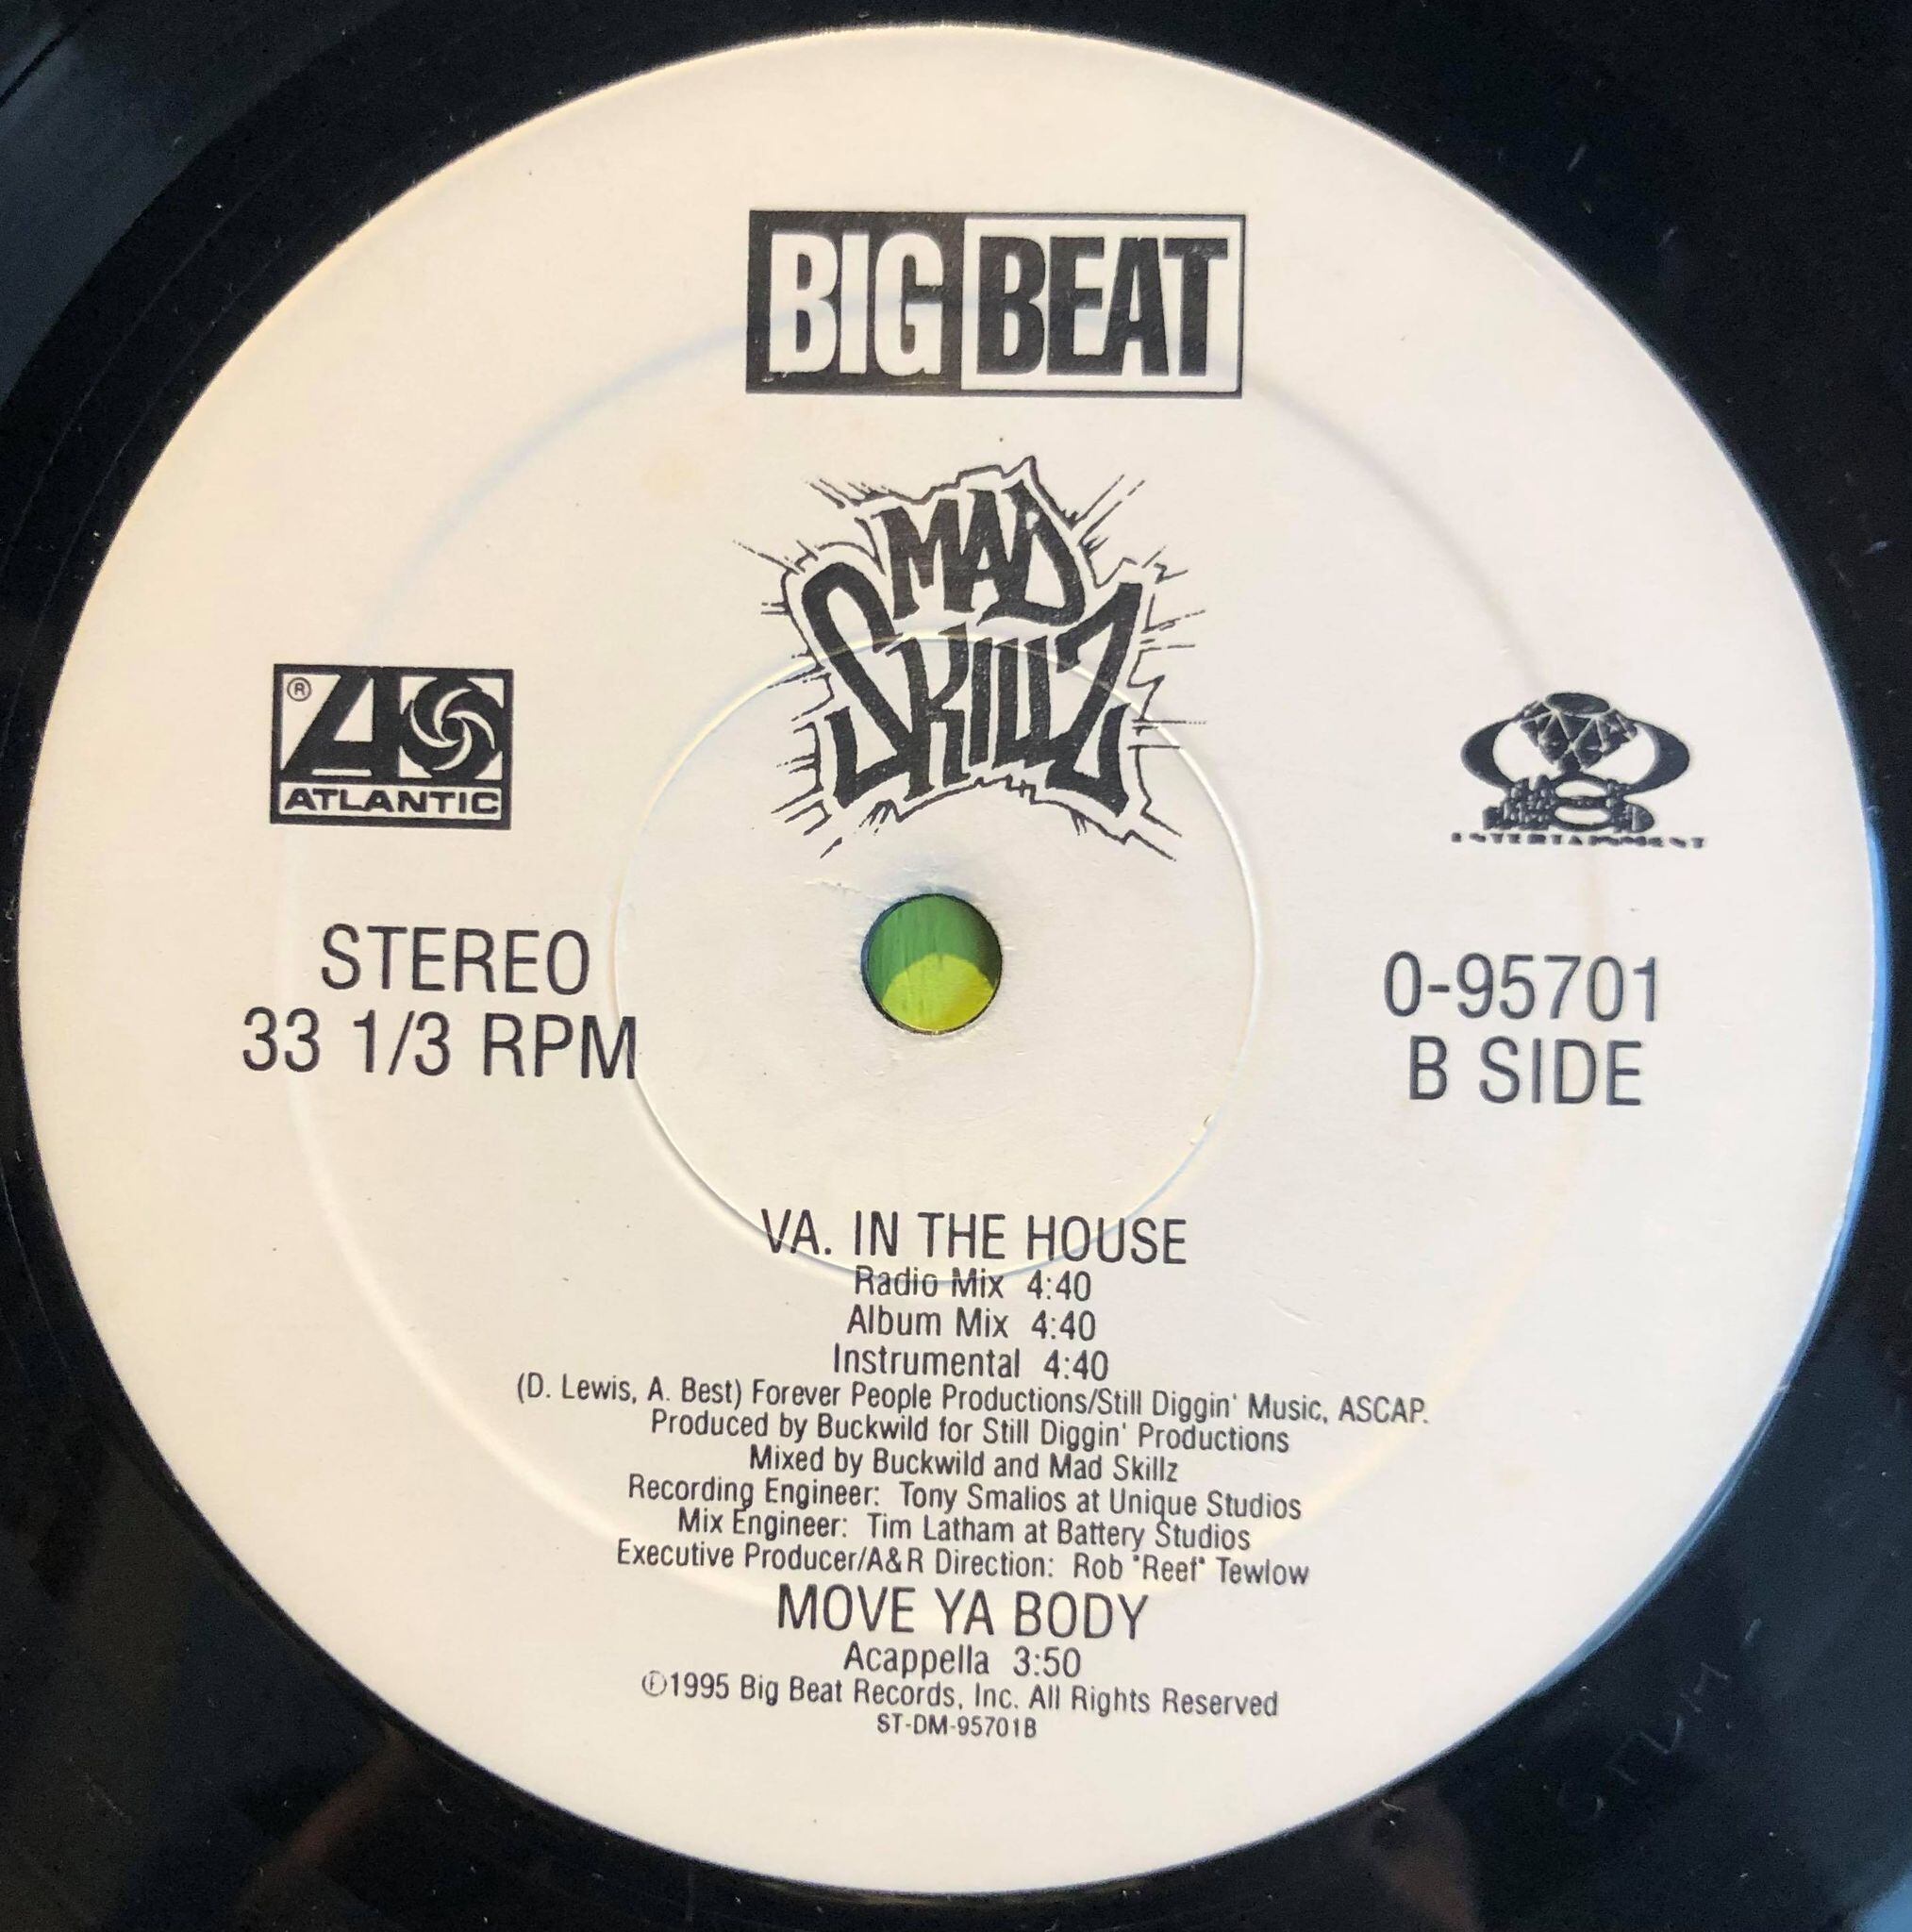 BIG BEAT
MAD
SKILLZ
®
ATLANTIC
ENTERTAINMENT
STEREO
33 1/3 RPM
0-95701
B SIDE
VA. IN THE HOUSE
Radio Mix 4:40
Album Mix 4:40
Instrumental 4:40
(D. Lewis, A. Best) Forever People Productions/Still Diggin' Music, ASCAP.
Produced by Buckwild for Still Diggin' Productions
Mixed by Buckwild and Mad Skillz
Recording Engineer: Tony Smalios at Unique Studios
Mix Engineer: Tim Latham at Battery Studios
Executive Producer/A&R Direction: Rob "Reef" Tewlow
MOVE YA BODY
Acappella 3:50
℗1995 Big Beat Records, Inc. All Rights Reserved
ST-DM-95701B